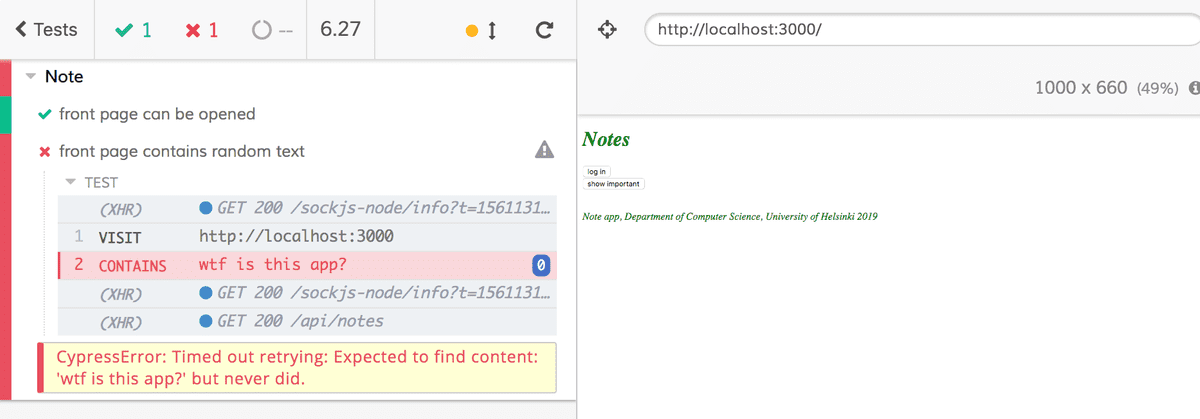 Tests 1 1 -- 6.27 http://localhost:3000/
1000 x 660 (49%)
Note
front page can be opened
front page contains random text
TEST
(XHR) GET 200 /sockjs-node/info?t=1561131…
1 VISIT http://localhost:3000
2 CONTAINS wtf is this app? 0
(XHR) GET 200 /sockjs-node/info?t=1561131…
(XHR) GET 200 /api/notes
CypressError: Timed out retrying: Expected to find content:
'wtf is this app?' but never did.
Notes
log in
show important
Note app, Department of Computer Science, University of Helsinki 2019